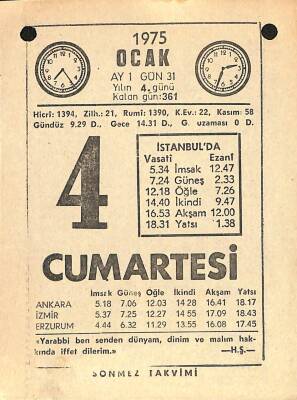 1975
OCAK
AY 1 GÜN 31
Yılın 4. günü
Kalan gün:361
Hicrî: 1394, Zilh.: 21, Rumî: 1390, K.Ev.: 22, Kasım: 58
Gündüz 9.29 D., Gece 14.31 D., G. uzaması 0 D.
4
İSTANBUL'DA
Vasati Ezanî
5.34 İmsak 12.47
7.24 Güneş 2.33
12.18 Öğle 7.26
14.40 İkindi 9.47
16.53 Akşam 12.00
18.31 Yatsı 1.38
CUMARTESİ
İmsak Güneş Öğle İkindi Akşam Yatsı
ANKARA 5.18 7.06 12.03 14.28 16.41 18.17
İZMİR 5.37 7.25 12.27 14.55 17.09 18.43
ERZURUM 4.44 6.32 11.29 13.55 16.08 17.45
«Yarabbi ben senden dünyam, dinim ve malım hak-
kında iffet dilerim.» —H.Ş.—
SÖNMEZ TAKVİMİ